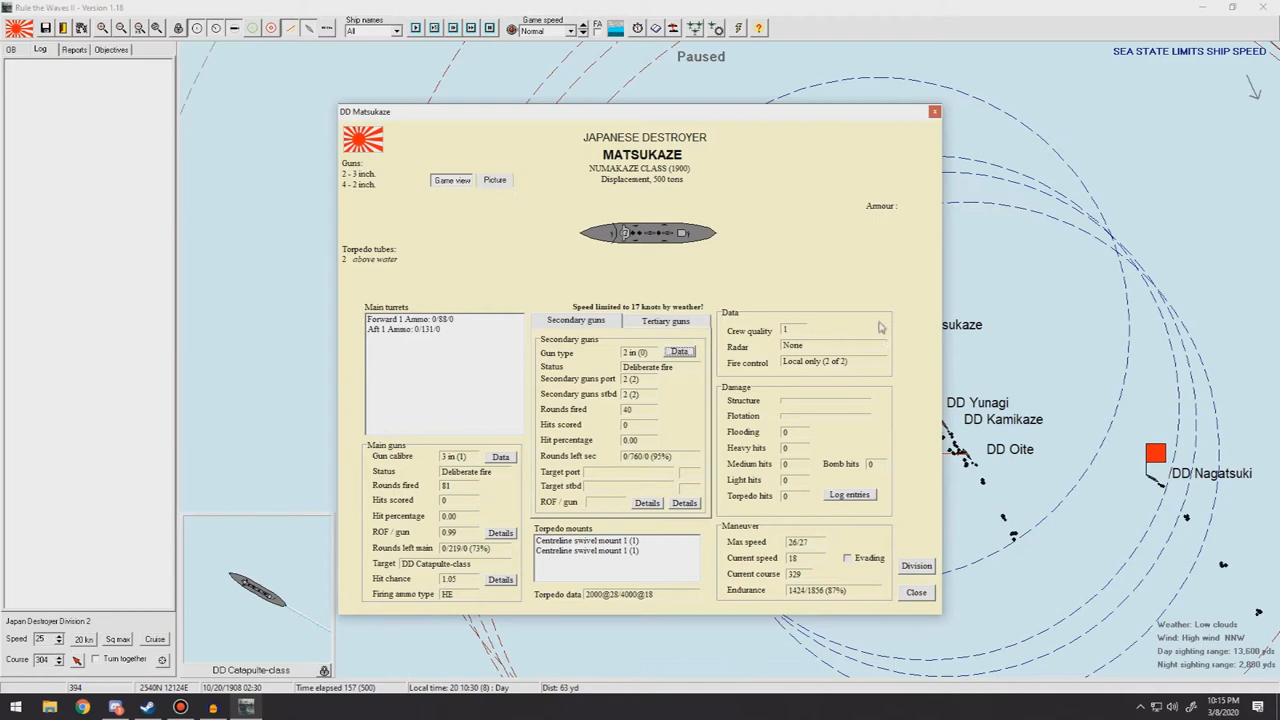 Rule the Waves II - Version 1.18
Ship names
All
Game speed
Normal
FA
OB
Log
Reports
Objectives
Paused
SEA STATE LIMITS SHIP SPEED
DD Matsukaze
JAPANESE DESTROYER
MATSUKAZE
NUMAKAZE CLASS (1900)
Displacement, 500 tons
Guns:
2 - 3 inch.
4 - 2 inch.
Game view
Picture
Armour :
Torpedo tubes:
2 above water
Speed limited to 17 knots by weather!
Main turrets
Forward 1 Ammo: 0/88/0
Aft 1 Ammo: 0/131/0
Main guns
Gun calibre 3 in (1) Data
Status Deliberate fire
Rounds fired 81
Hits scored 0
Hit percentage 0.00
ROF / gun 0.99 Details
Rounds left main 0/219/0 (73%)
Target DD Catapulte-class
Hit chance 1.05 Details
Firing ammo type HE
Secondary guns
Tertiary guns
Secondary guns
Gun type 2 in (0) Data
Status Deliberate fire
Secondary guns port 2 (2)
Secondary guns stbd 2 (2)
Rounds fired 40
Hits scored 0
Hit percentage 0.00
Rounds left sec 0/760/0 (95%)
Target port
Target stbd
ROF / gun Details Details
Torpedo mounts
Centreline swivel mount 1 (1)
Centreline swivel mount 1 (1)
Torpedo data 2000@28/4000@18
Data
Crew quality 1
Radar None
Fire control Local only (2 of 2)
Damage
Structure
Flotation
Flooding 0
Heavy hits 0
Medium hits 0 Bomb hits 0
Light hits 0
Torpedo hits 0 Log entries
Maneuver
Max speed 26/27
Current speed 18 Evading
Current course 329
Endurance 1424/1856 (87%)
Division
Close
sukaze
DD Yunagi
DD Kamikaze
DD Oite
DD Nagatsuki
Japan Destroyer Division 2
Speed 25 20 kn Sq max Cruise
Course 304 Turn together
DD Catapulte-class
Weather: Low clouds
Wind: High wind NNW
Day sighting range: 13,600 yds
Night sighting range: 2,880 yds
394
2540N 12124E
10/20/1908 02:30
Time elapsed 157 (500)
Local time: 20 10:30 (8) : Day
Dist: 63 yd
10:15 PM
3/8/2020